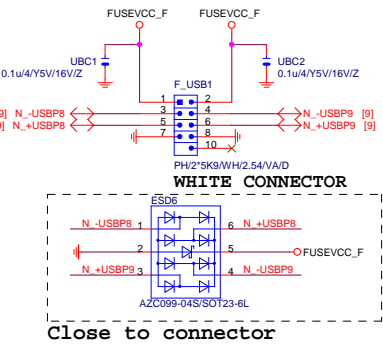 FUSEVCC_F FUSEVCC_F
UBC1 UBC2
0.1u/4/Y5V/16V/Z 0.1u/4/Y5V/16V/Z
F_USB1
1 2
9] N_-USBP8 3 4 N_-USBP9 [9]
9] N_+USBP8 5 6 N_+USBP9 [9]
7 8
10
PH/2*5K9/WH/2.54/VA/D
WHITE CONNECTOR
ESD6
N_-USBP8 1 6 N_+USBP8
2 5 FUSEVCC_F
N_+USBP9 3 4 N_-USBP9
AZC099-04S/SOT23-6L
Close to connector